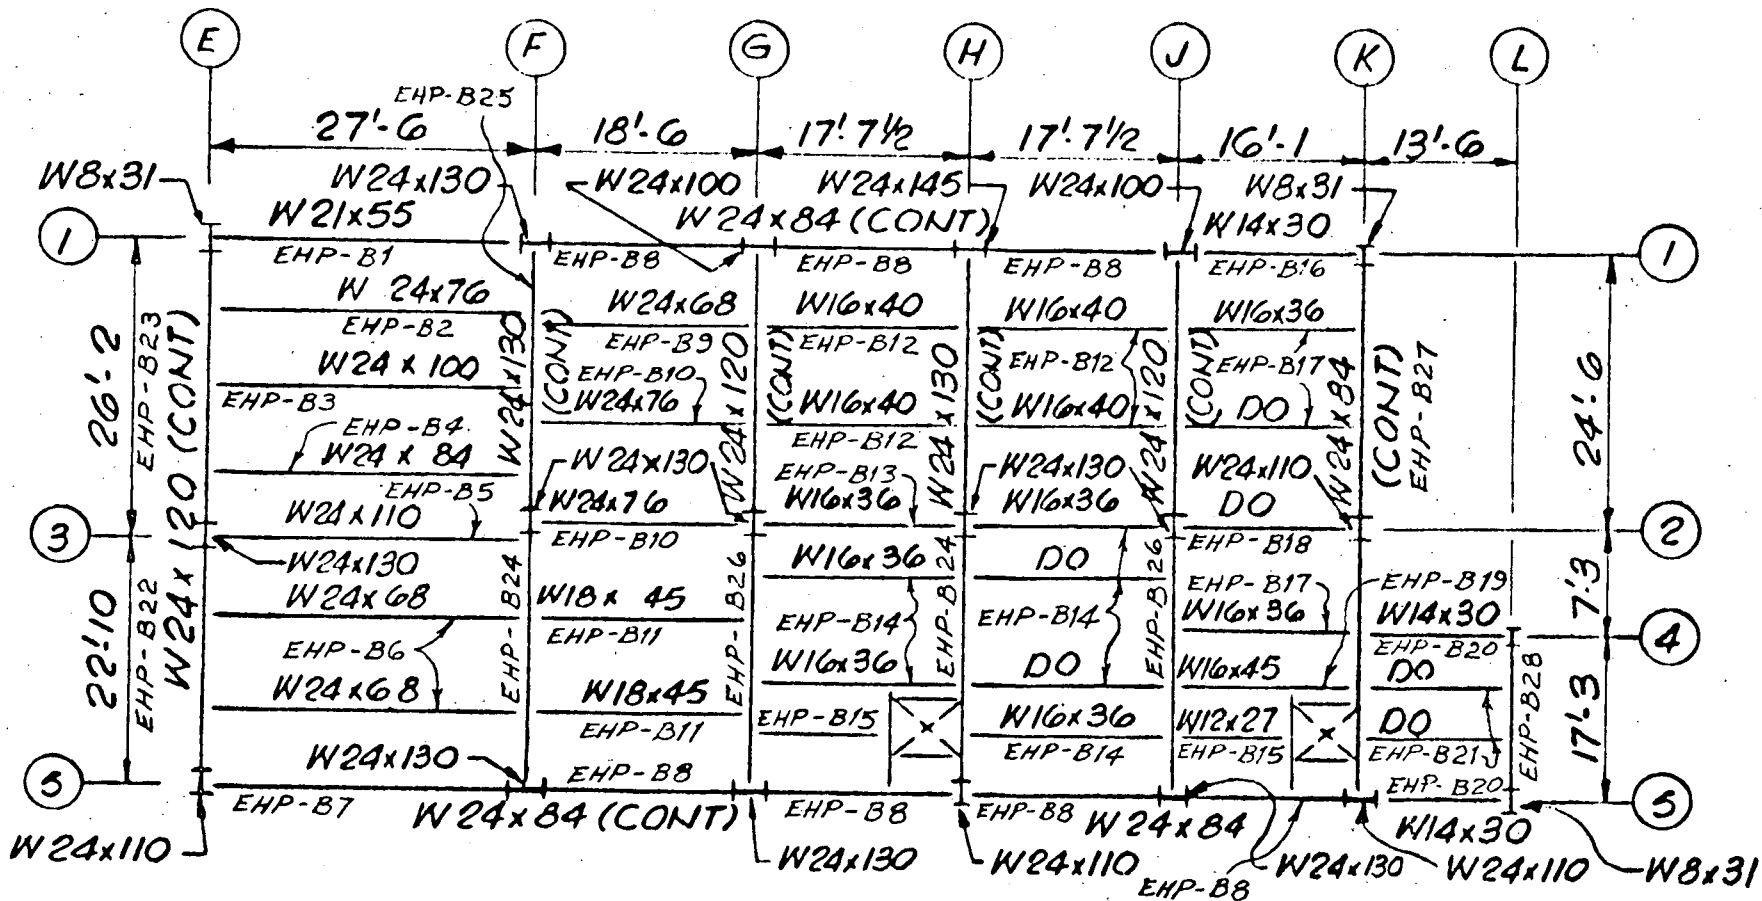 E F G H J K L
EHP-B25
27'-6 18'-6 17'-7½ 17'-7½ 16'-1 13'-6
W8x31 W24x130 W24x100 W24x145 W24x100 W8x31
W21x55 W24x84 (CONT) W14x30
1 1
EHP-B1 EHP-B8 EHP-B8 EHP-B8 EHP-B16
W 24x76 W24x68 W16x40 W16x40 W16x36
EHP-B2 EHP-B9 EHP-B12 EHP-B12 EHP-B17
W24 x 100 EHP-B10
EHP-B3 W24x76 W16x40 W16x40 DO
EHP-B4 EHP-B12
W24 x 84 W24x130 EHP-B13 W24x130 W24x110
EHP-B5
W24x110 W24x76 W16x36 W16x36 DO
3 2
EHP-B10 EHP-B18
W24x130 W16x36 DO
W24x68 W18x 45 EHP-B17 EHP-B19
W16x36 W14x30
EHP-B11 EHP-B14 EHP-B14 4
EHP-B6 EHP-B20
W24x68 W18x45 W16x36 DO W16x45 DO
EHP-B11 EHP-B15 W16x36 W12x27 DO
EHP-B14 EHP-B15 EHP-B21
W24x130 EHP-B8 EHP-B20
5 5
EHP-B7 W24x84 (CONT) EHP-B8 EHP-B8 W24x84 W14x30
W24x110 W24x130 W24x110 W24x130 W24x110 W8x31
EHP-B8
26'-2
22'-10
EHP-B23
EHP-B22
W24x 120 (CONT)
W24x130
(CONT)
EHP-B24
W24x120
(CONT)
EHP-B26
W24x130
(CONT)
EHP-B24
W24x120
(CONT)
EHP-B26
W24x84
(CONT)
EHP-B27
EHP-B28
24'-6
7'-3
17'-3